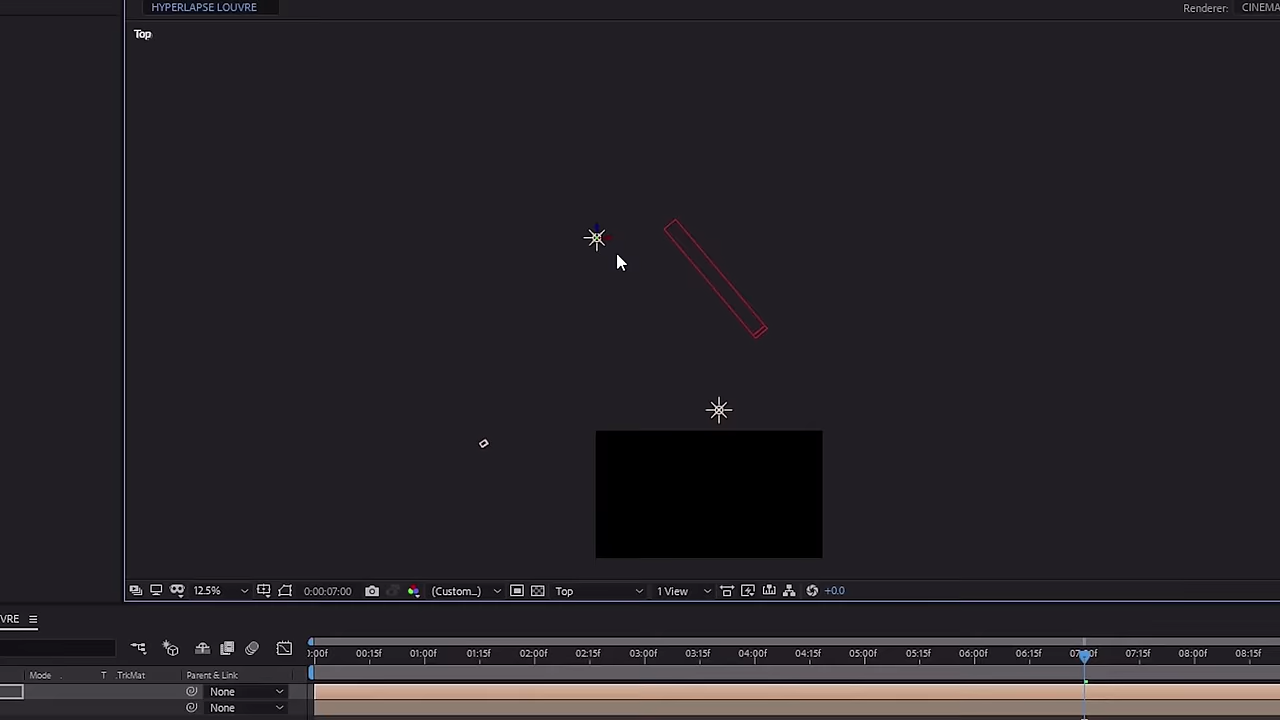 HYPERLAPSE LOUVRE
Renderer: CINEMA
Top
12.5% 0:00:07:00 (Custom...) Top 1 View +0.0
VRE
:00f 00:15f 01:00f 01:15f 02:00f 02:15f 03:00f 03:15f 04:00f 04:15f 05:00f 05:15f 06:00f 06:15f 07:00f 07:15f 08:00f 08:15f
Mode T .TrkMat Parent & Link
None
None